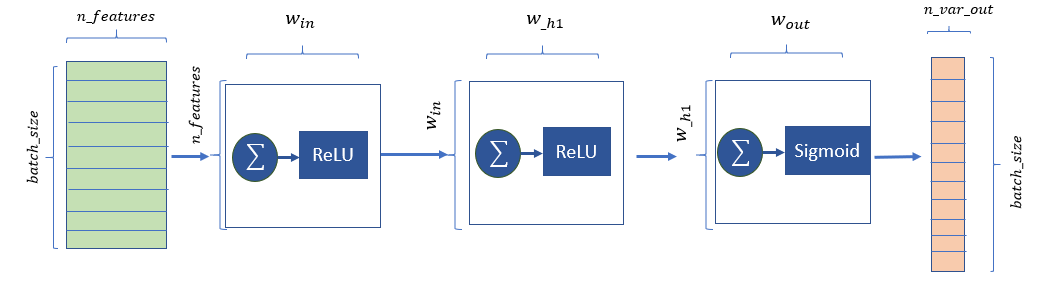 n_features
w_in
w_h1
w_out
n_var_out
batch_size
n_features
∑
ReLU
w_in
∑
ReLU
w_h1
∑
Sigmoid
batch_size